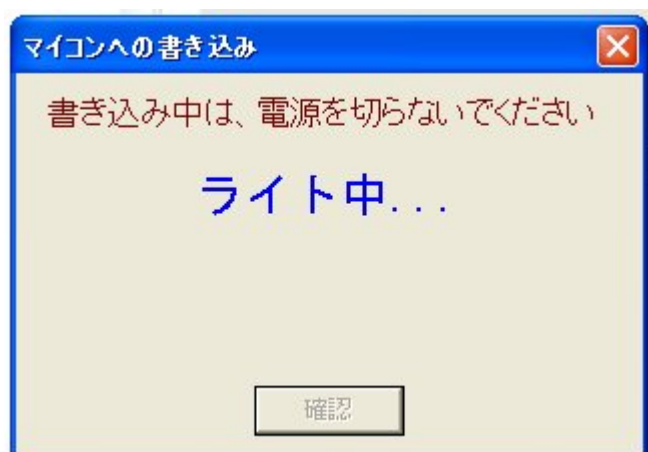 マイコンへの書き込み
書き込み中は、電源を切らないでください
ライト中...
確認